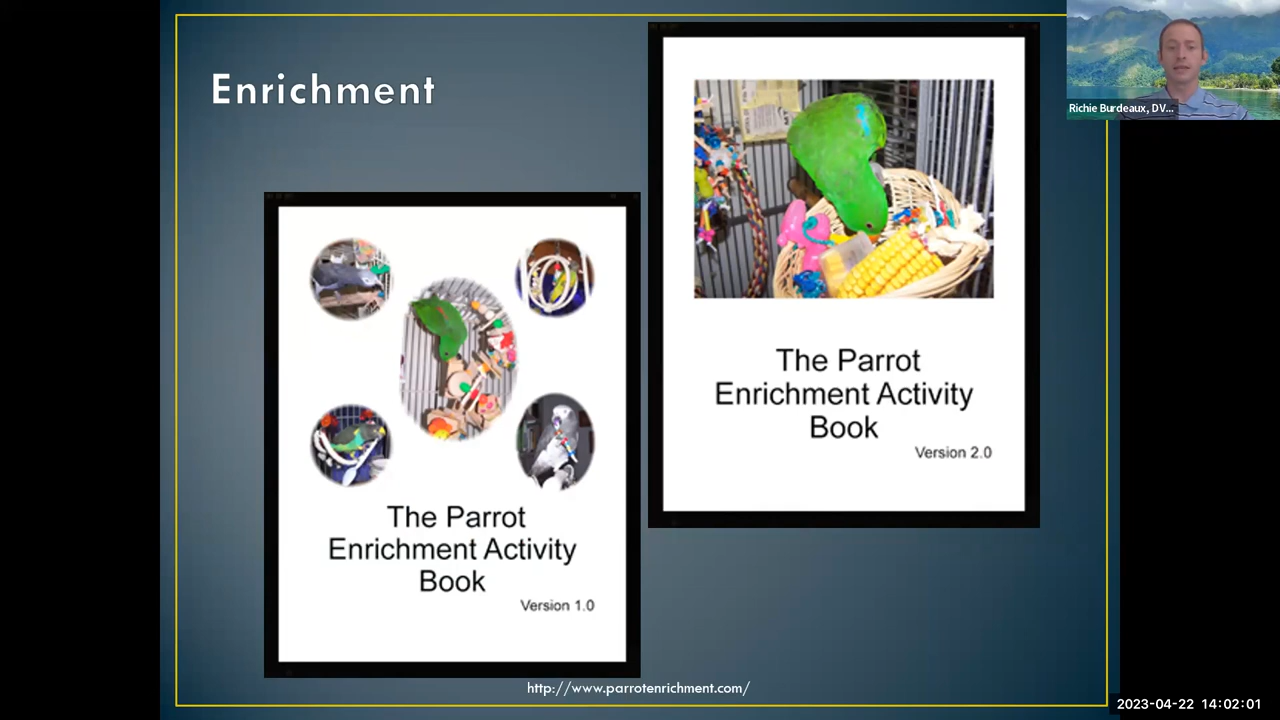 Enrichment
Richie Burdeaux, DV...
The Parrot
Enrichment Activity
Book
Version 2.0
The Parrot
Enrichment Activity
Book
Version 1.0
http://www.parrotenrichment.com/
2023-04-22 14:02:01